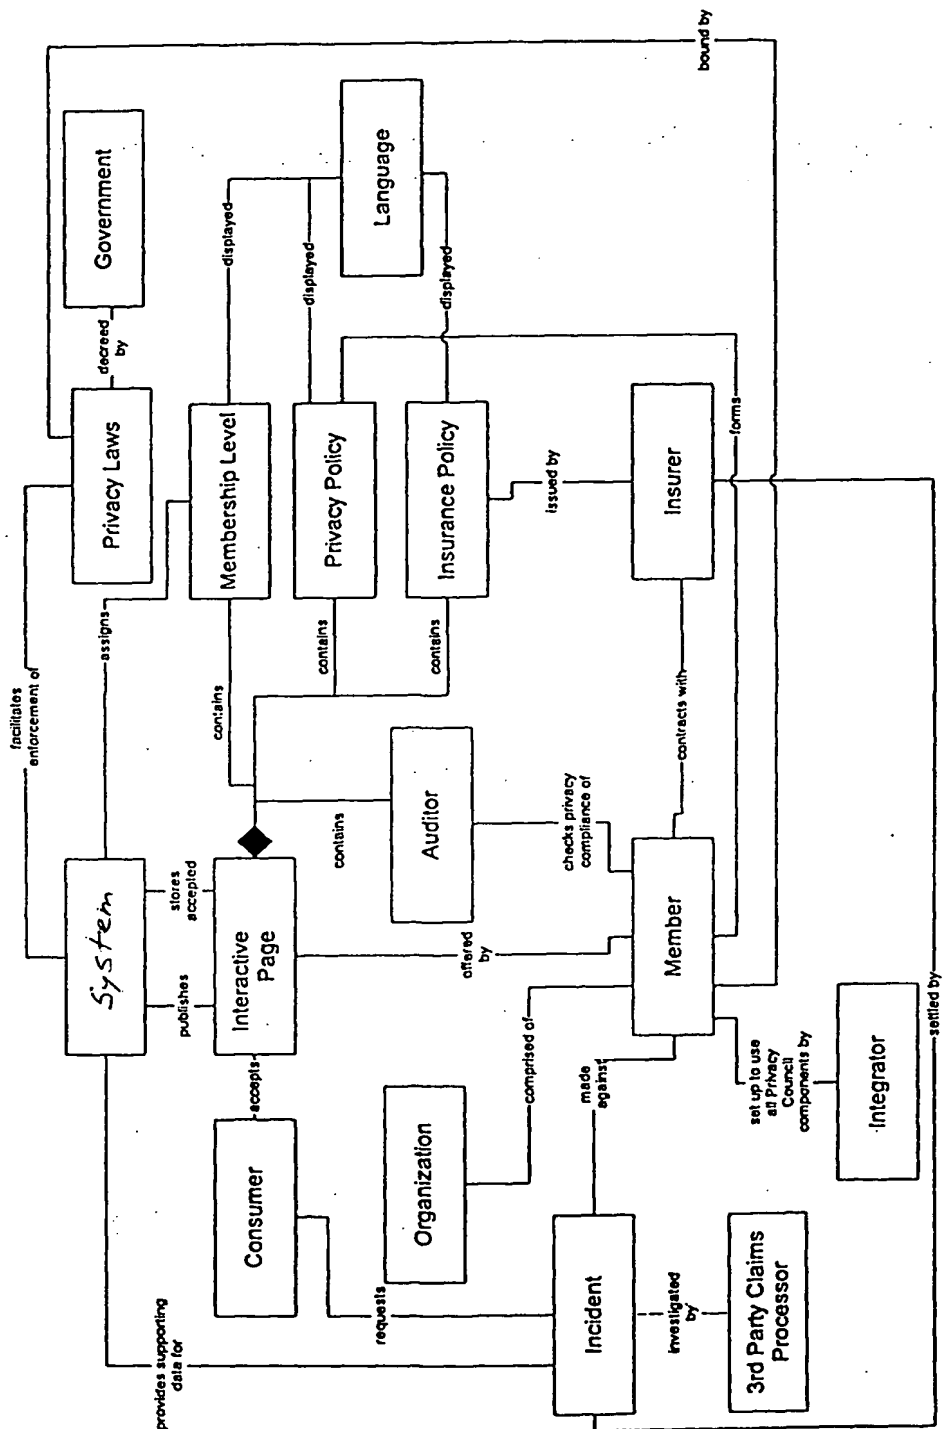 facilitates
enforcement of
bound by
System
Privacy Laws
decreed
by
Government
assigns
provides supporting
data for
publishes
stores
accepted
Consumer
accepts
Interactive
Page
contains
Membership Level
displayed
contains
Privacy Policy
displayed
Language
contains
Insurance Policy
displayed
contains
requests
Organization
Auditor
offered
by
issued by
comprised of
checks privacy
compliance of
made
against
Incident
Member
contracts with
Insurer
investigated
by
forms
set up to use
all Privacy
Council
components by
3rd Party Claims
Processor
Integrator
settled by